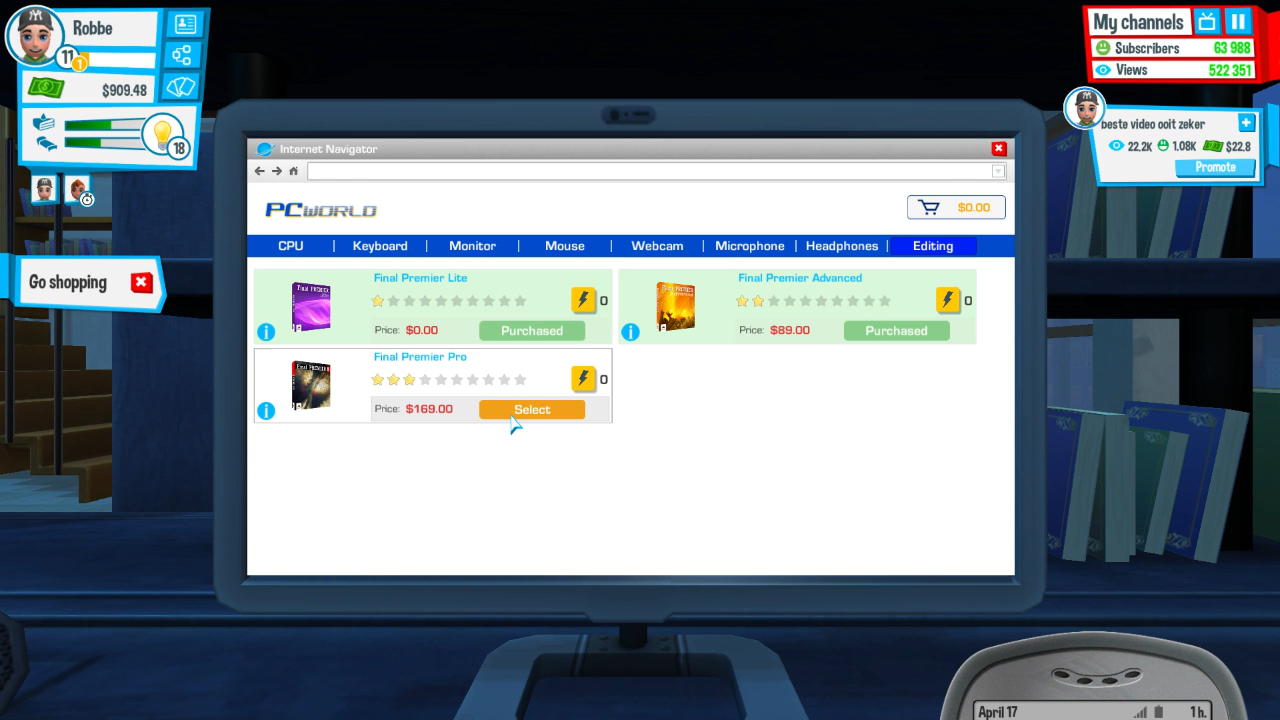 Robbe
11
1
$909.48
18
Go shopping
My channels
Subscribers 63 988
Views 522 351
beste video ooit zeker
22,2K 1.08K $22.8
Promote
Internet Navigator
PCWORLD
$0.00
CPU | Keyboard | Monitor | Mouse | Webcam | Microphone | Headphones | Editing
Final Premier Lite
0
Price: $0.00 Purchased
Final Premier Advanced
0
Price: $89.00 Purchased
Final Premier Pro
0
Price: $169.00 Select
April 17 1 h.